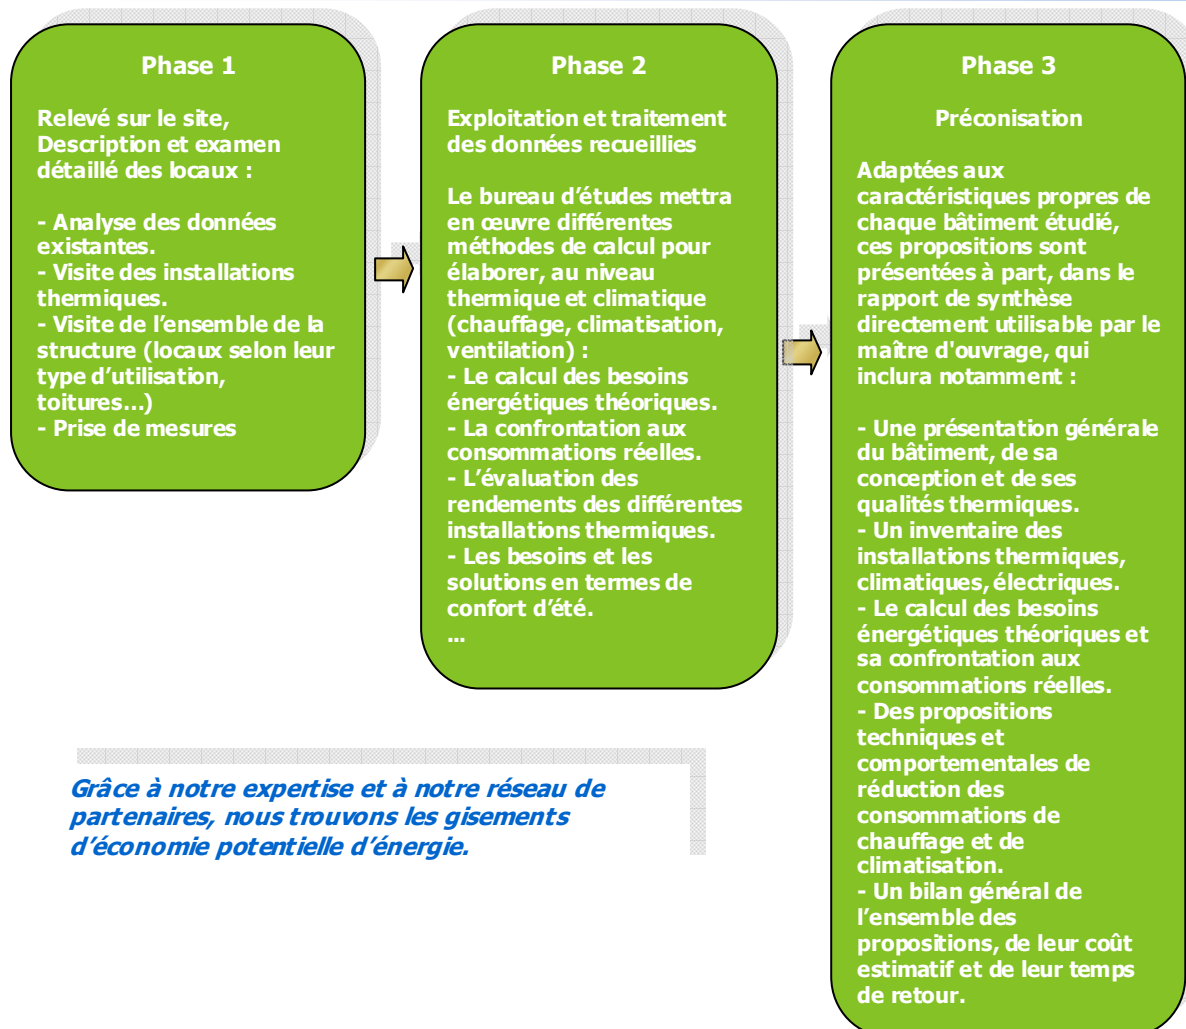 Phase 1
Relevé sur le site,
Description et examen
détaillé des locaux :
- Analyse des données
existantes.
- Visite des installations
thermiques.
- Visite de l'ensemble de la
structure (locaux selon leur
type d'utilisation,
toitures…)
- Prise de mesures
Phase 2
Exploitation et traitement
des données recueillies
Le bureau d'études mettra
en œuvre différentes
méthodes de calcul pour
élaborer, au niveau
thermique et climatique
(chauffage, climatisation,
ventilation) :
- Le calcul des besoins
énergétiques théoriques.
- La confrontation aux
consommations réelles.
- L'évaluation des
rendements des différentes
installations thermiques.
- Les besoins et les
solutions en termes de
confort d'été.
…
Phase 3
Préconisation
Adaptées aux
caractéristiques propres de
chaque bâtiment étudié,
ces propositions sont
présentées à part, dans le
rapport de synthèse
directement utilisable par le
maître d'ouvrage, qui
inclura notamment :
- Une présentation générale
du bâtiment, de sa
conception et de ses
qualités thermiques.
- Un inventaire des
installations thermiques,
climatiques, électriques.
- Le calcul des besoins
énergétiques théoriques et
sa confrontation aux
consommations réelles.
- Des propositions
techniques et
comportementales de
réduction des
consommations de
chauffage et de
climatisation.
- Un bilan général de
l'ensemble des
propositions, de leur coût
estimatif et de leur temps
de retour.
Grâce à notre expertise et à notre réseau de
partenaires, nous trouvons les gisements
d'économie potentielle d'énergie.